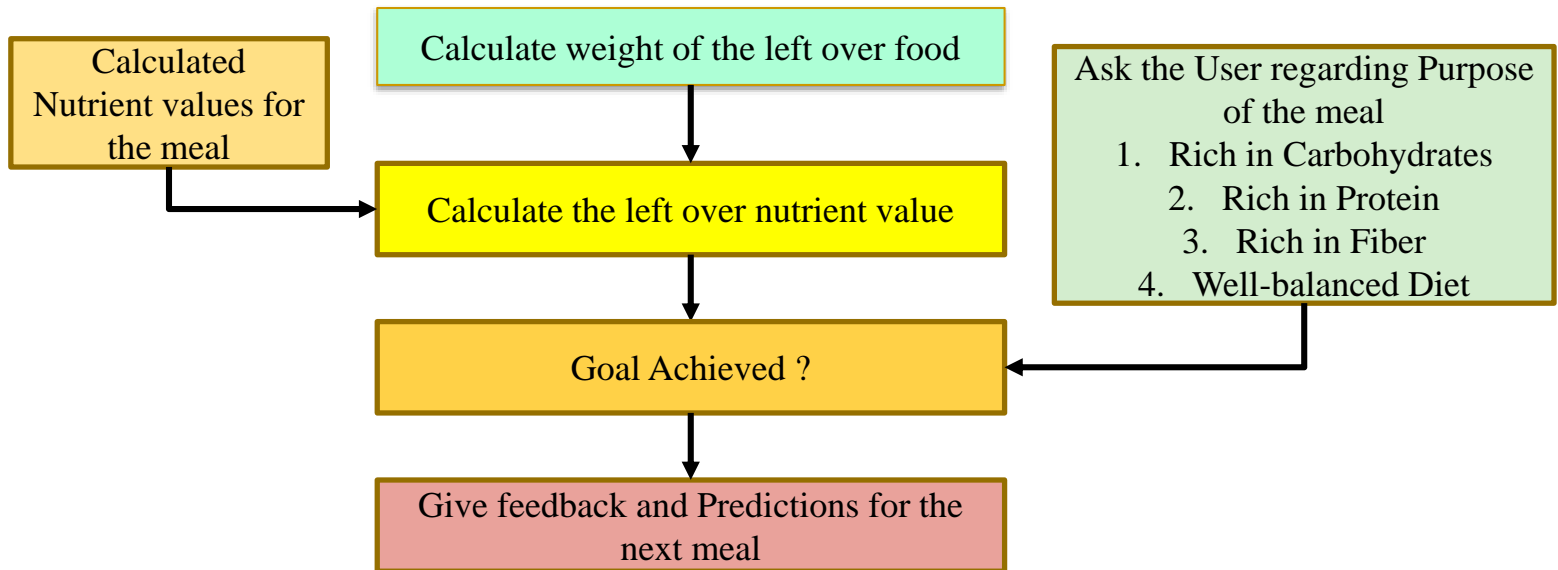 Calculate weight of the left over food
Calculated
Nutrient values for
the meal
Ask the User regarding Purpose
of the meal
1. Rich in Carbohydrates
2. Rich in Protein
3. Rich in Fiber
4. Well-balanced Diet
Calculate the left over nutrient value
Goal Achieved ?
Give feedback and Predictions for the
next meal